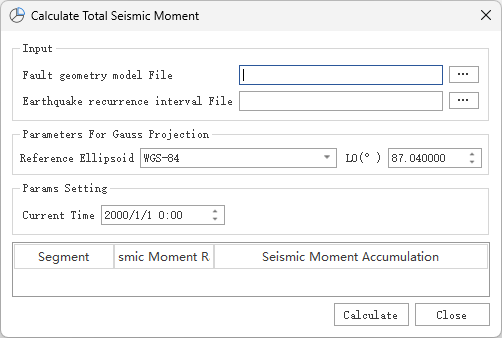 Calculate Total Seismic Moment
Input
Fault geometry model File
...
Earthquake recurrence interval File
...
Parameters For Gauss Projection
Reference Ellipsoid WGS-84 L0(°) 87.040000
Params Setting
Current Time 2000/1/1 0:00
Segment smic Moment R Seismic Moment Accumulation
Calculate Close